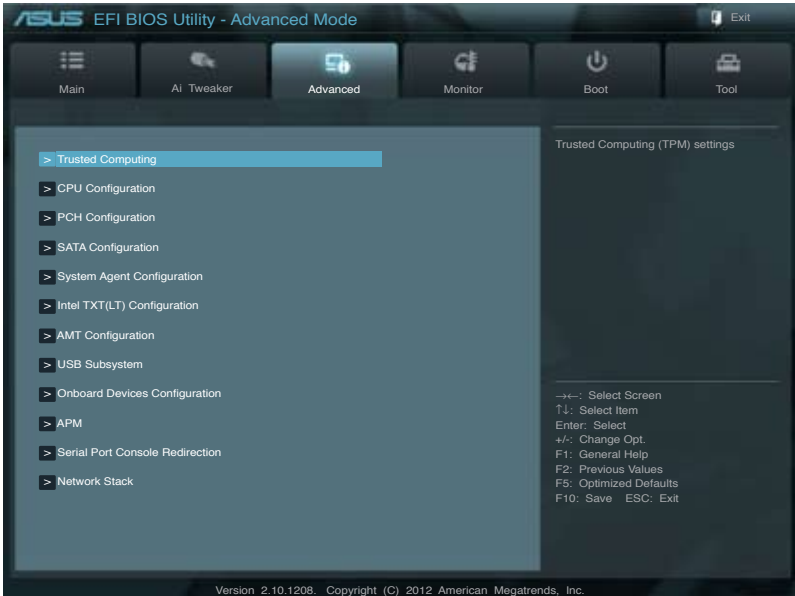 ASUS EFI BIOS Utility - Advanced Mode
Exit
Main
Ai Tweaker
Advanced
Monitor
Boot
Tool
> Trusted Computing
> CPU Configuration
> PCH Configuration
> SATA Configuration
> System Agent Configuration
> Intel TXT(LT) Configuration
> AMT Configuration
> USB Subsystem
> Onboard Devices Configuration
> APM
> Serial Port Console Redirection
> Network Stack
Trusted Computing (TPM) settings
→←: Select Screen
↑↓: Select Item
Enter: Select
+/-: Change Opt.
F1: General Help
F2: Previous Values
F5: Optimized Defaults
F10: Save ESC: Exit
Version 2.10.1208. Copyright (C) 2012 American Megatrends, Inc.